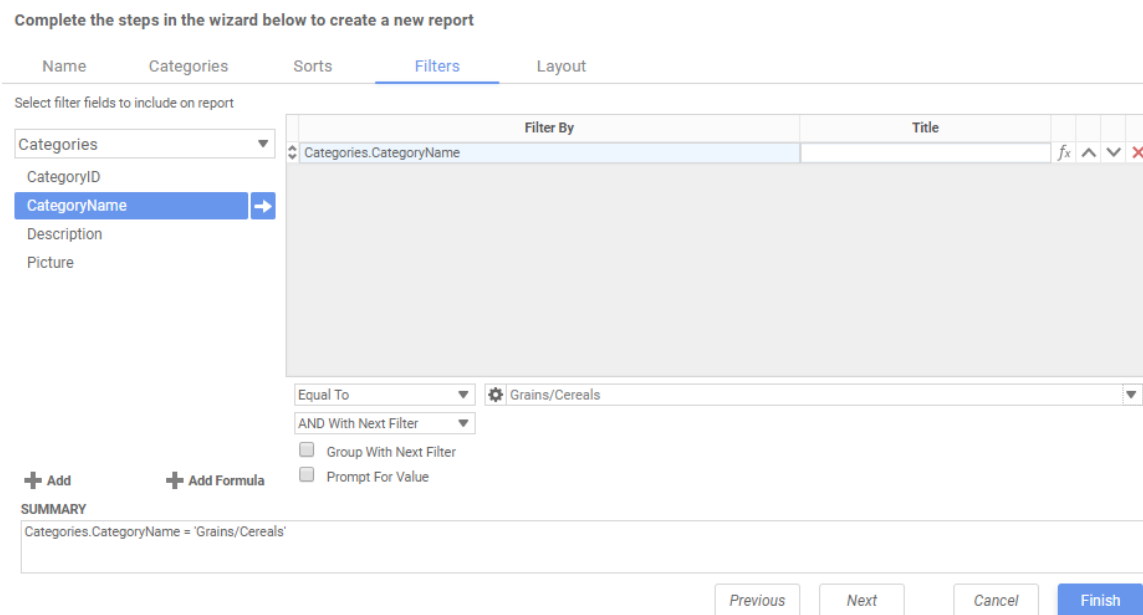 Complete the steps in the wizard below to create a new report
Name Categories Sorts Filters Layout
Select filter fields to include on report
Categories
CategoryID
CategoryName
Description
Picture
Filter By Title
Categories.CategoryName fx
Equal To Grains/Cereals
AND With Next Filter
Group With Next Filter
Prompt For Value
Add Add Formula
SUMMARY
Categories.CategoryName = 'Grains/Cereals'
Previous Next Cancel Finish